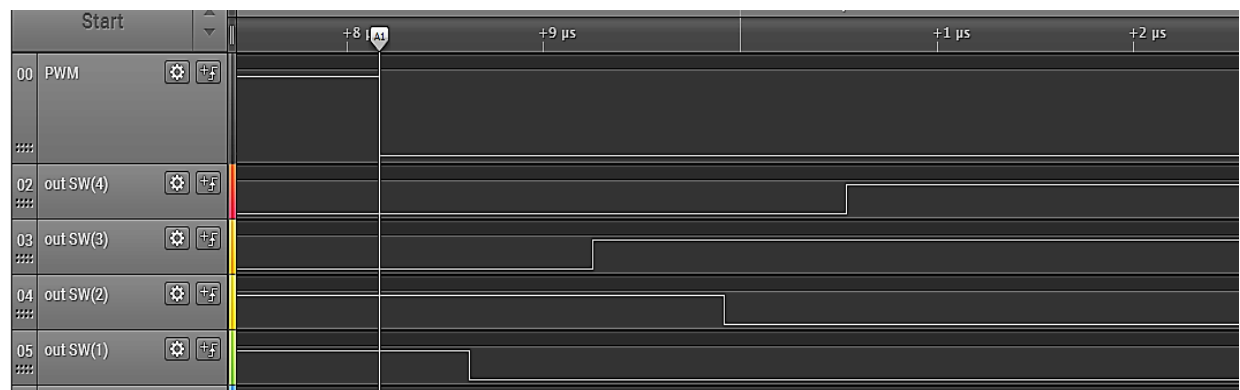 Start
+8 µ A1 +9 µs +1 µs +2 µs
00 PWM
02 out SW(4)
03 out SW(3)
04 out SW(2)
05 out SW(1)